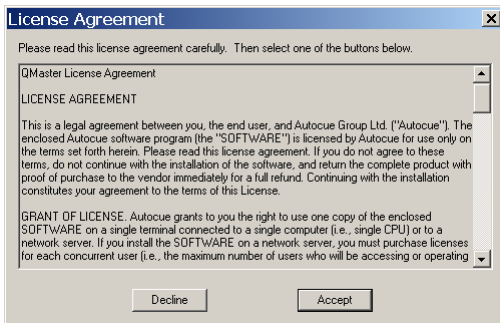 License Agreement
Please read this license agreement carefully. Then select one of the buttons below.
QMaster License Agreement
LICENSE AGREEMENT
This is a legal agreement between you, the end user, and Autocue Group Ltd. ("Autocue"). The
enclosed Autocue software program (the "SOFTWARE") is licensed by Autocue for use only on
the terms set forth herein. Please read this license agreement. If you do not agree to these
terms, do not continue with the installation of the software, and return the complete product with
proof of purchase to the vendor immediately for a full refund. Continuing with the installation
constitutes your agreement to the terms of this License.
GRANT OF LICENSE. Autocue grants to you the right to use one copy of the enclosed
SOFTWARE on a single terminal connected to a single computer (i.e., single CPU) or to a
network server. If you install the SOFTWARE on a network server, you must purchase licenses
for each concurrent user (i.e., the maximum number of users who will be accessing or operating
Decline
Accept